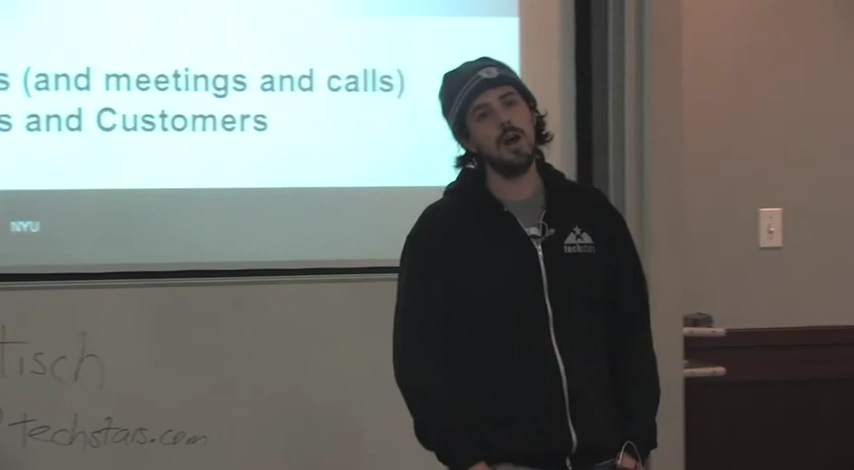 s (and meetings and calls)
s and Customers
NYU
techstars
tisch
@techstars.com